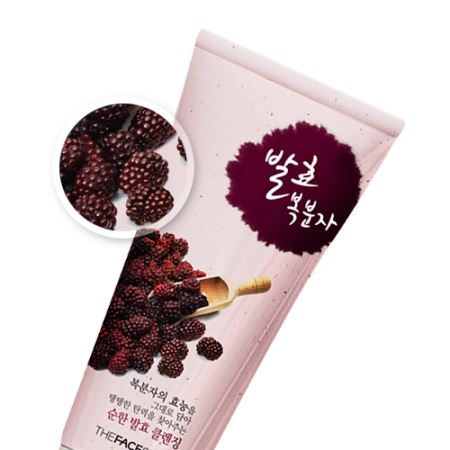 발효
복분자
복분자의 효능을
그대로 담아
탱탱한 탄력을 찾아주는
순한 발효 클렌징
THEFACES